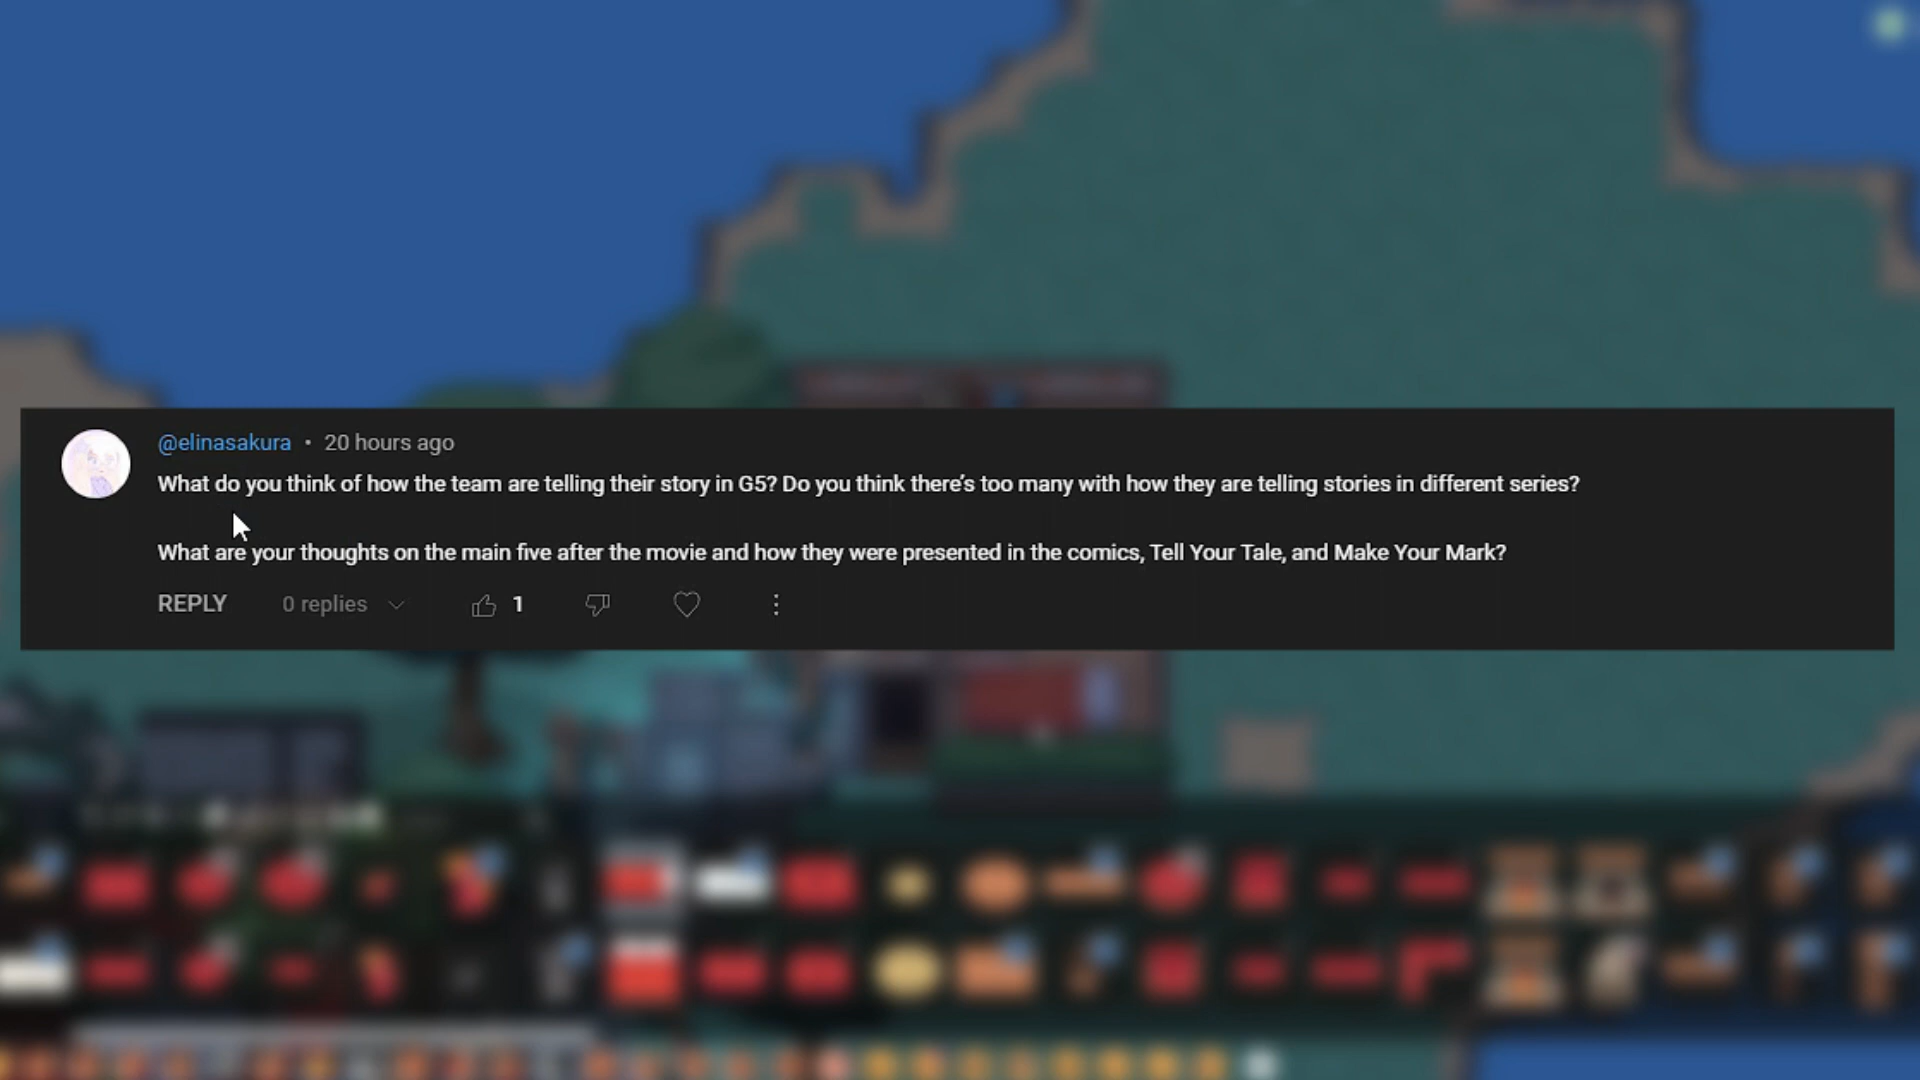 @elinasakura • 20 hours ago
What do you think of how the team are telling their story in G5? Do you think there's too many with how they are telling stories in different series?
What are your thoughts on the main five after the movie and how they were presented in the comics, Tell Your Tale, and Make Your Mark?
REPLY 0 replies 1